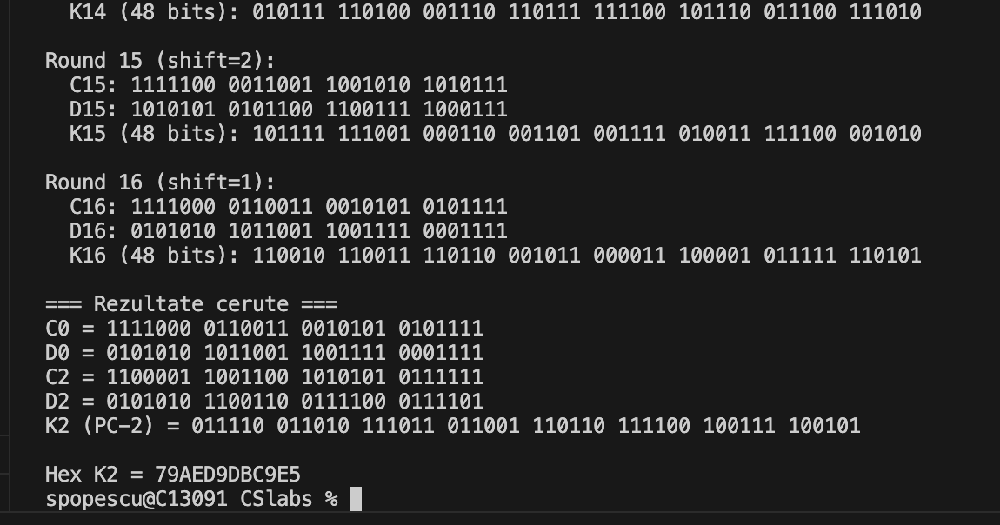 K14 (48 bits): 010111 110100 001110 110111 111100 101110 011100 111010
Round 15 (shift=2):
C15: 1111100 0011001 1001010 1010111
D15: 1010101 0101100 1100111 1000111
K15 (48 bits): 101111 111001 000110 001101 001111 010011 111100 001010
Round 16 (shift=1):
C16: 1111000 0110011 0010101 0101111
D16: 0101010 1011001 1001111 0001111
K16 (48 bits): 110010 110011 110110 001011 000011 100001 011111 110101
=== Rezultate cerute ===
C0 = 1111000 0110011 0010101 0101111
D0 = 0101010 1011001 1001111 0001111
C2 = 1100001 1001100 1010101 0111111
D2 = 0101010 1100110 0111100 0111101
K2 (PC-2) = 011110 011010 111011 011001 110110 111100 100111 100101
Hex K2 = 79AED9DBC9E5
spopescu@C13091 CSlabs %